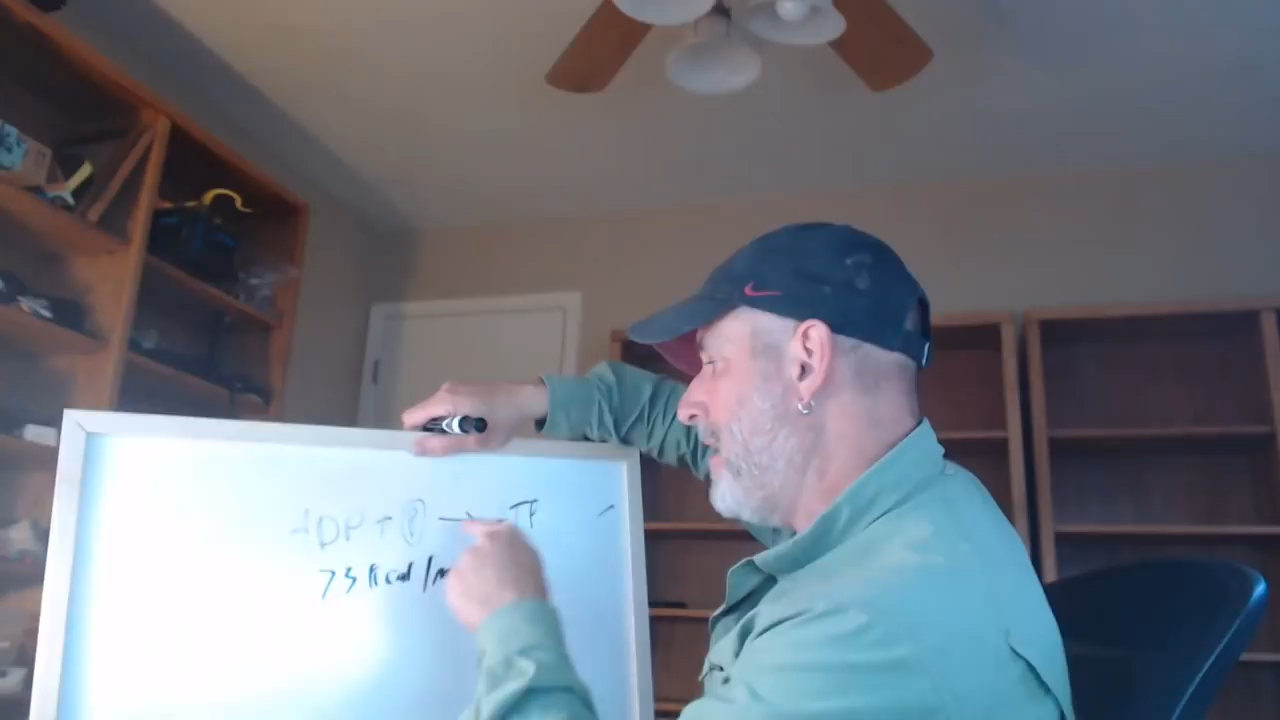 ADP + Ⓟ → TP
73 kcal/m